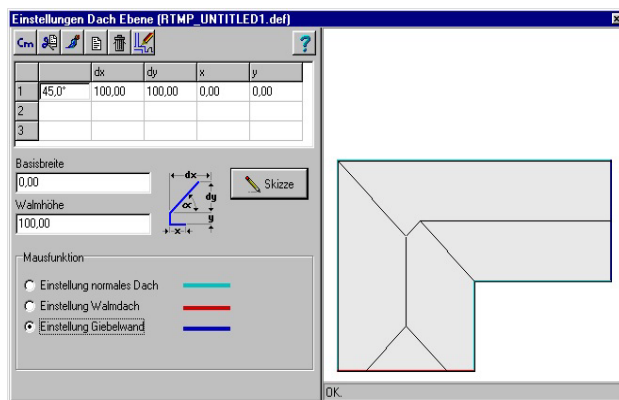 Einstellungen Dach Ebene (RTMP_UNTITLED1.def)
Cm
?
dx dy x y
1 45,0° 100,00 100,00 0,00 0,00
2
3
Basisbreite
0,00
Walmhöhe
100,00
dx
dy
α
y
x
Skizze
Mausfunktion
Einstellung normales Dach
Einstellung Walmdach
Einstellung Giebelwand
OK.